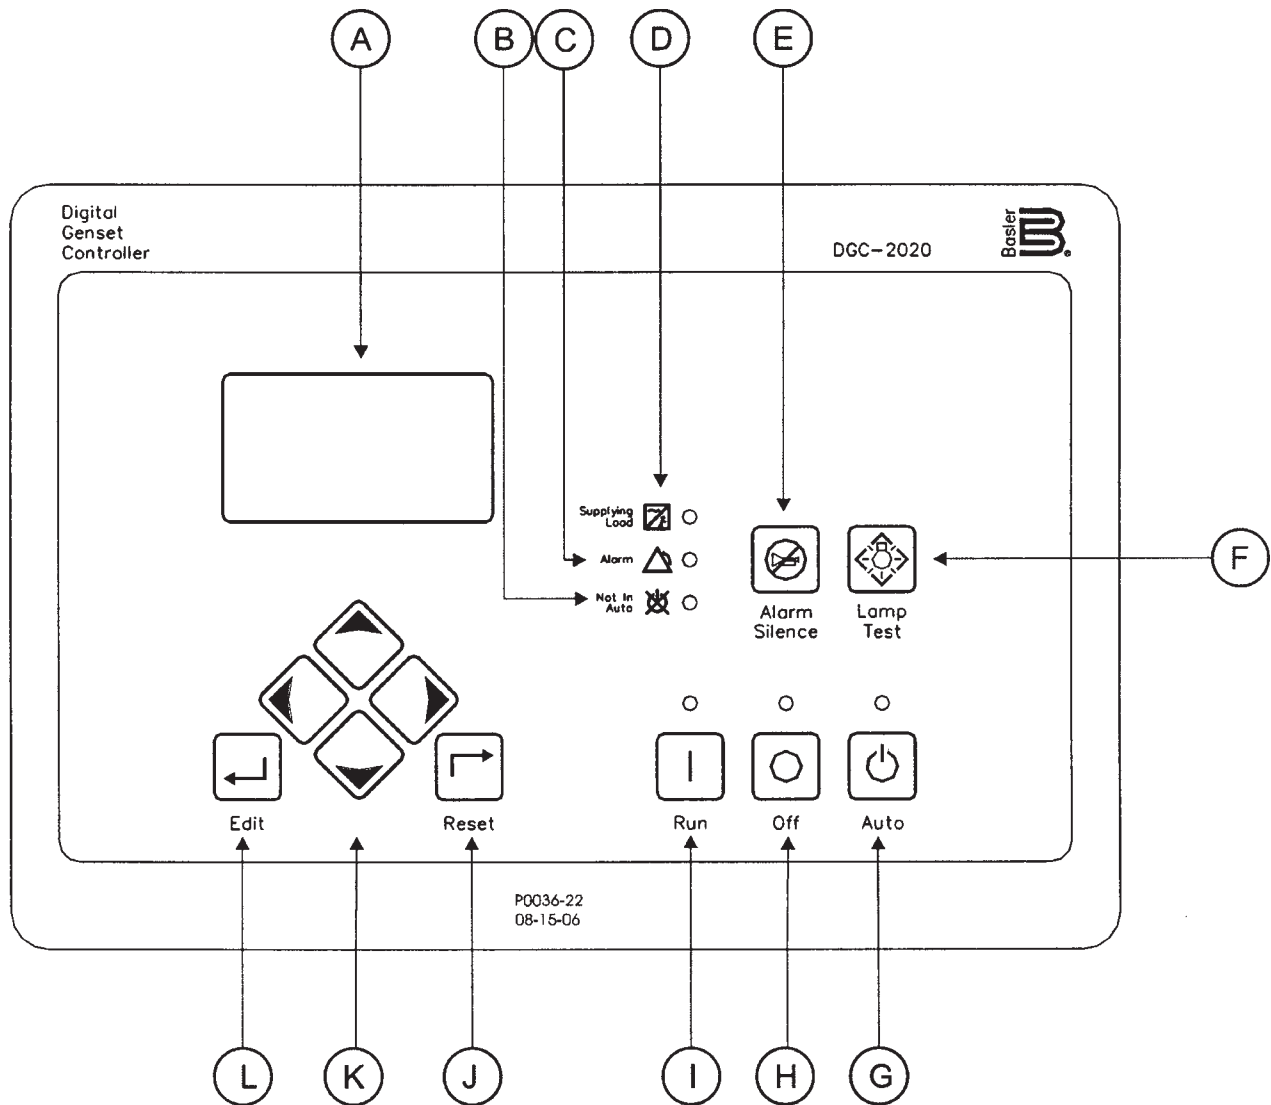 A
B
C
D
E
Digital
Genset
Controller
DGC-2020
Basler
B
®
Supplying
Load
Alarm
Not In
Auto
F
Alarm
Silence
Lamp
Test
Edit
Reset
Run
Off
Auto
P0036-22
08-15-06
L
K
J
I
H
G